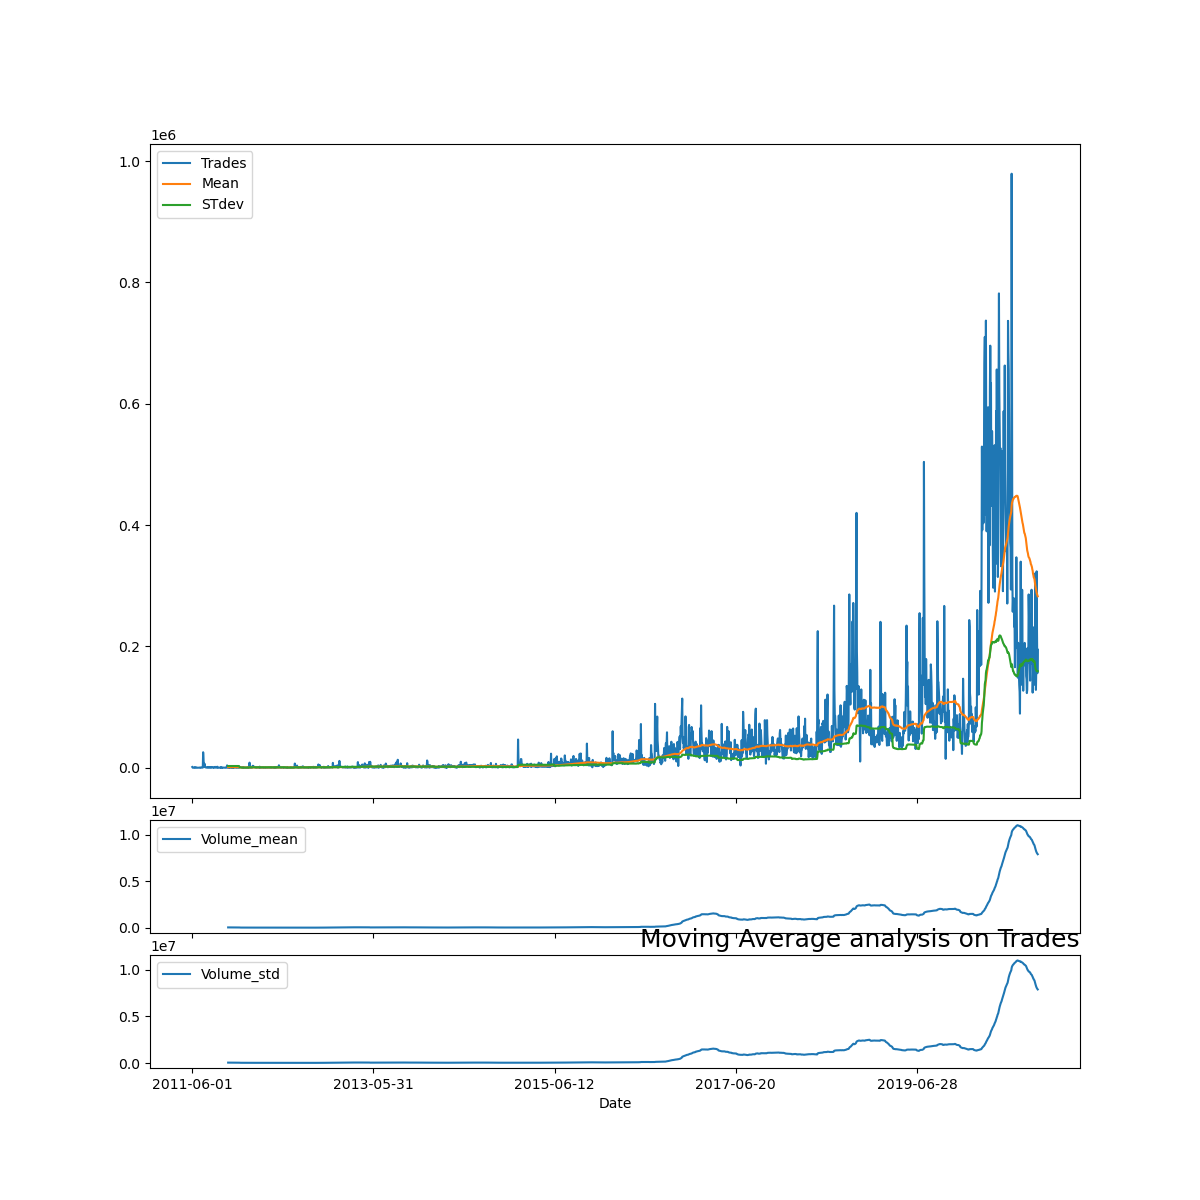 1e6
1.0
0.8
0.6
0.4
0.2
0.0
Trades
Mean
STdev
1e7
1.0
0.5
0.0
Volume_mean
Moving Average analysis on Trades
1e7
1.0
0.5
0.0
Volume_std
2011-06-01 2013-05-31 2015-06-12 2017-06-20 2019-06-28
Date